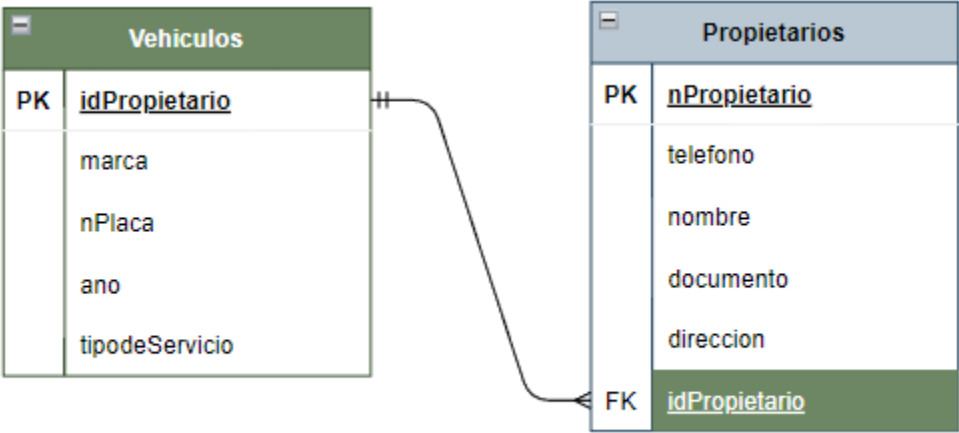 Vehiculos
PK idPropietario
marca
nPlaca
ano
tipodeServicio
Propietarios
PK nPropietario
telefono
nombre
documento
direccion
FK idPropietario